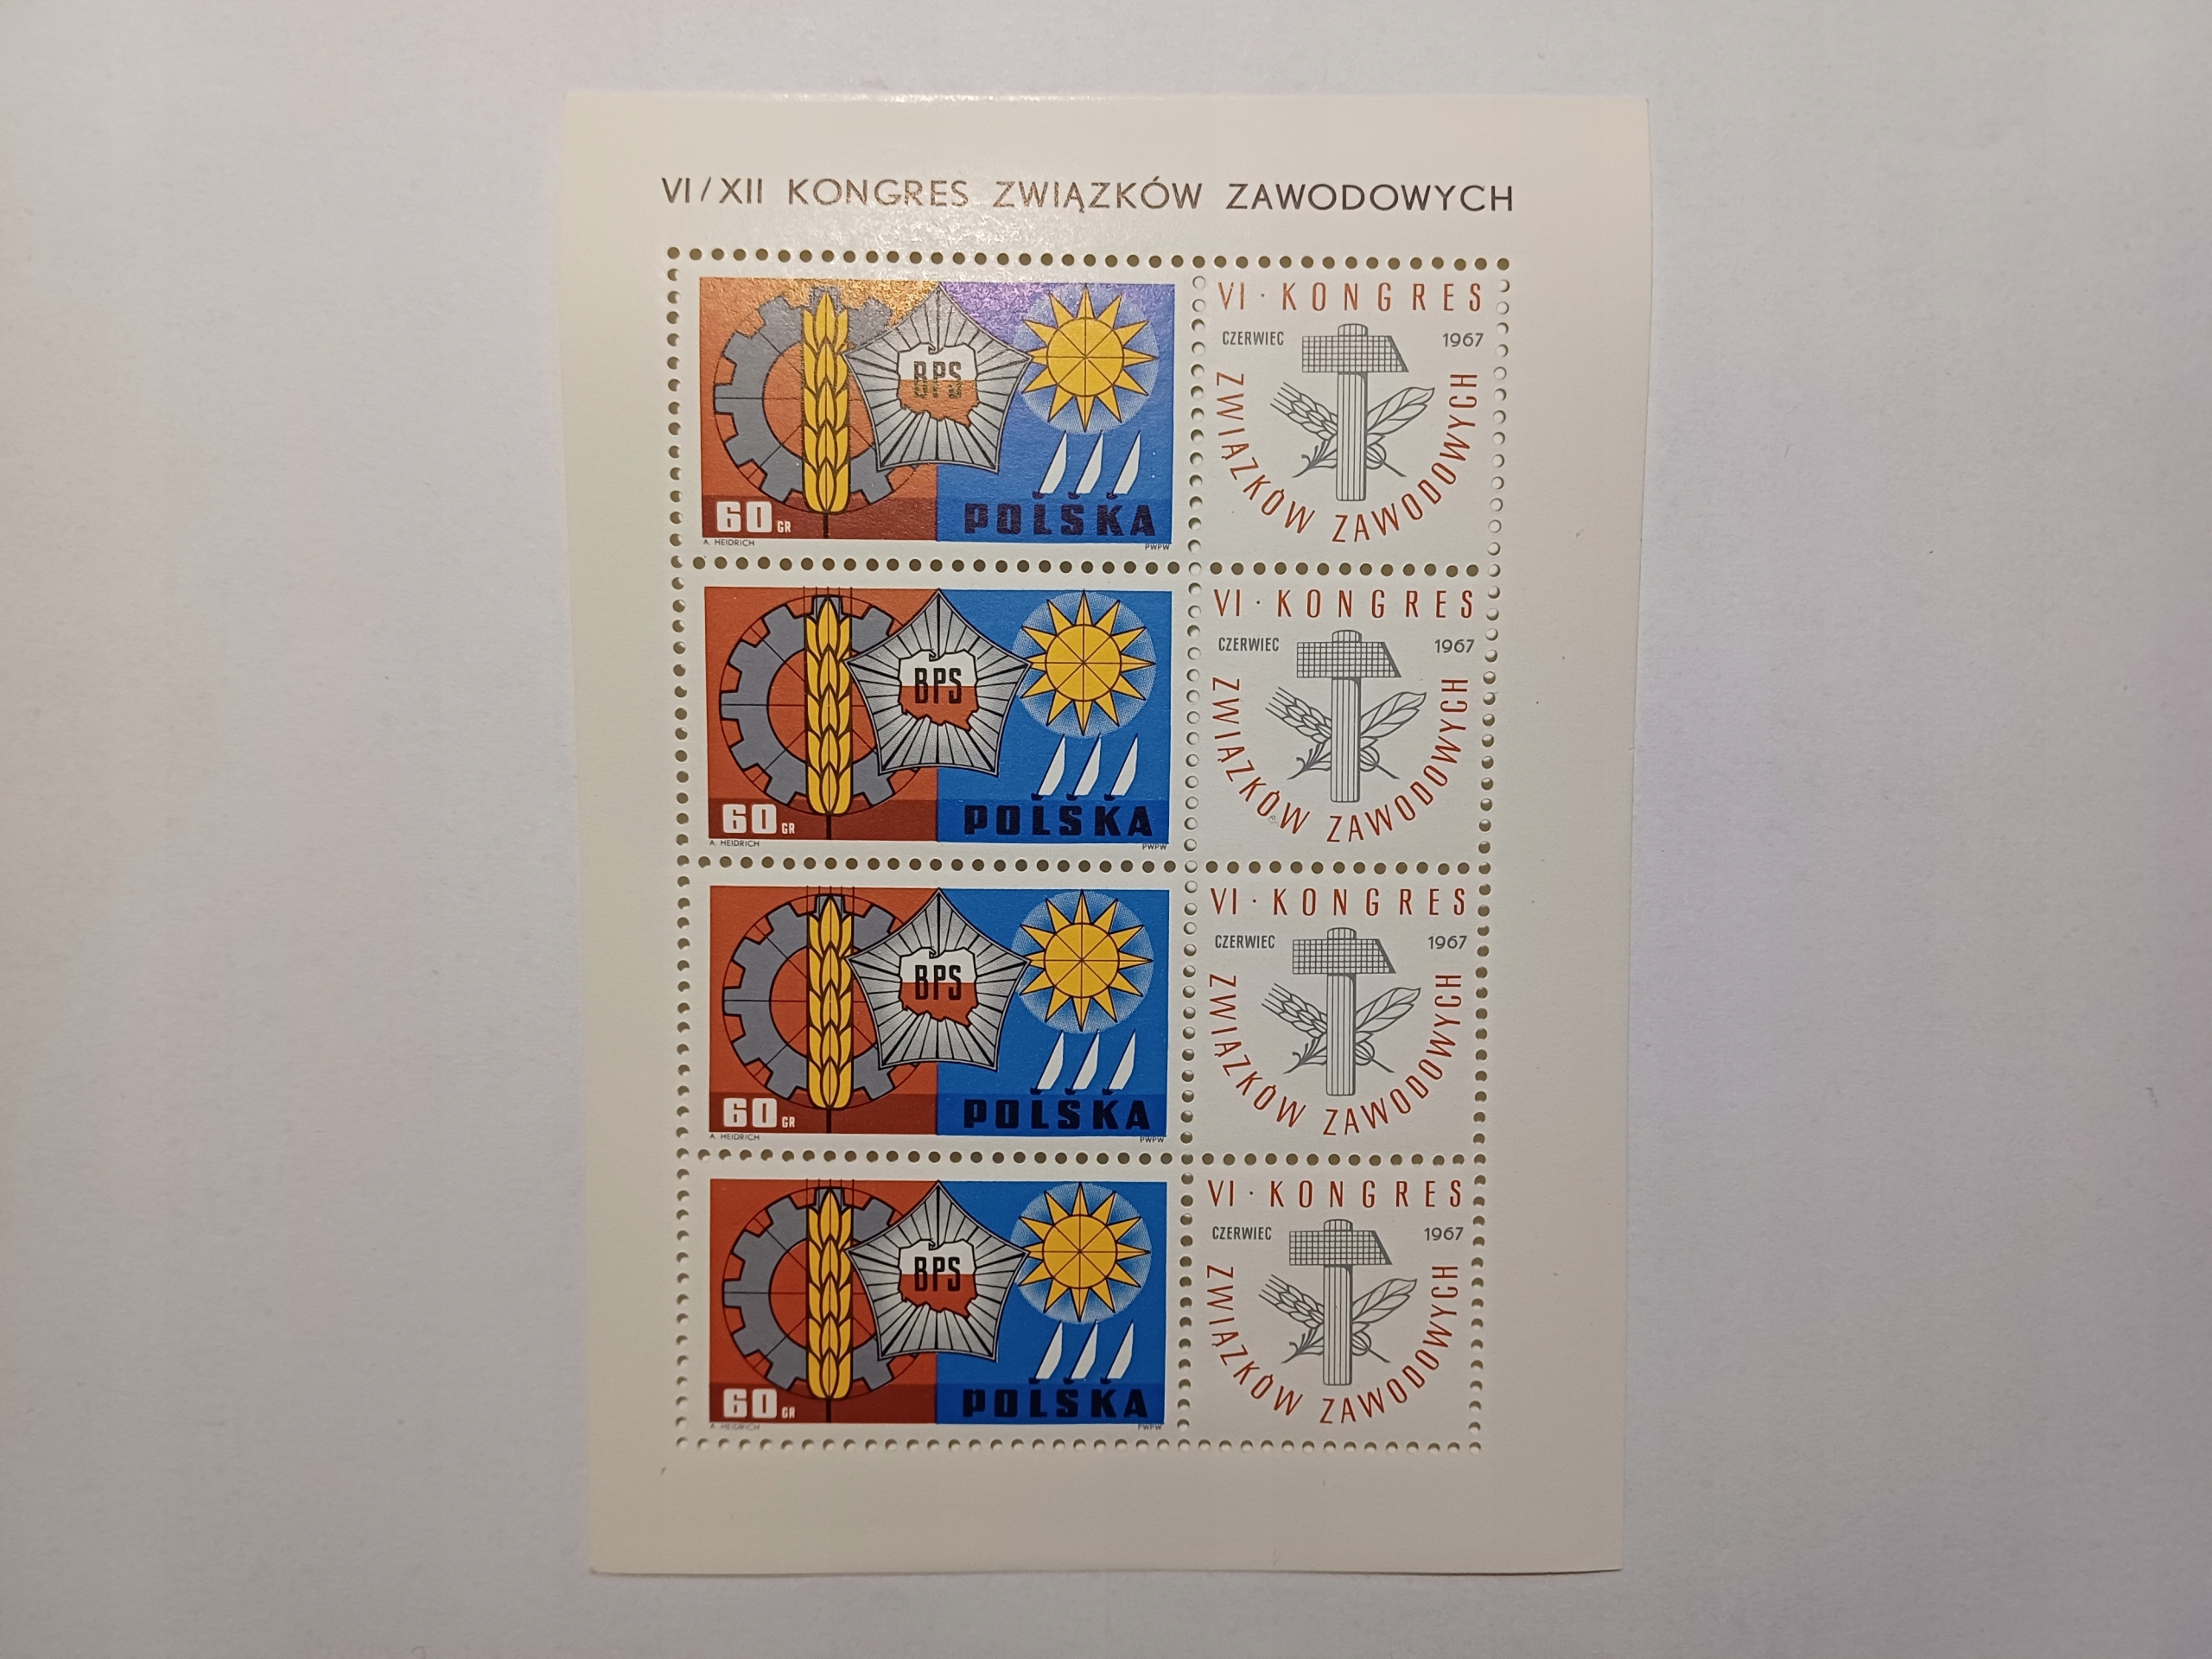 VI/XII KONGRES ZWIĄZKÓW ZAWODOWYCH
BPS
60 GR
POLSKA
A. HEIDRICH
PWPW
VI · KONGRES
CZERWIEC 1967
ZWIĄZKÓW ZAWODOWYCH
BPS
60 GR
POLSKA
A. HEIDRICH
PWPW
VI · KONGRES
CZERWIEC 1967
ZWIĄZKÓW ZAWODOWYCH
BPS
60 GR
POLSKA
A. HEIDRICH
PWPW
VI · KONGRES
CZERWIEC 1967
ZWIĄZKÓW ZAWODOWYCH
BPS
60 GR
POLSKA
A. HEIDRICH
PWPW
VI · KONGRES
CZERWIEC 1967
ZWIĄZKÓW ZAWODOWYCH